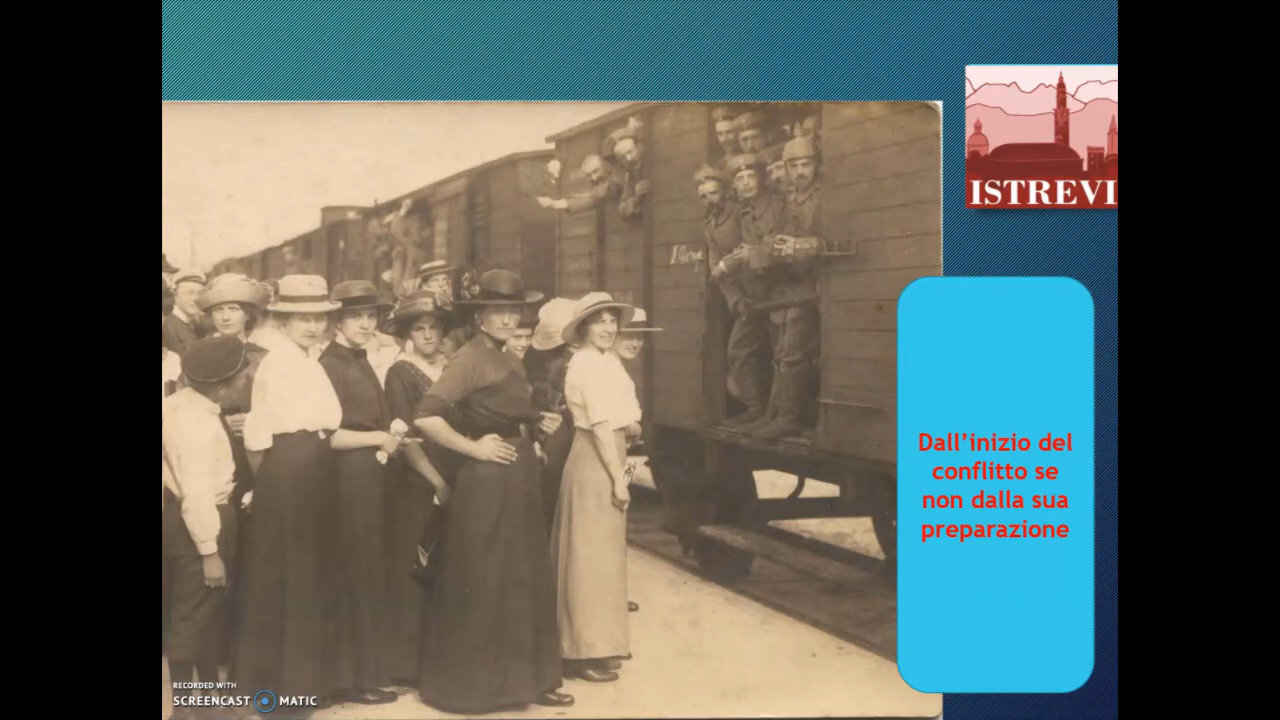 ISTREVI
Dall’inizio del
conflitto se
non dalla sua
preparazione
RECORDED WITH
SCREENCAST MATIC